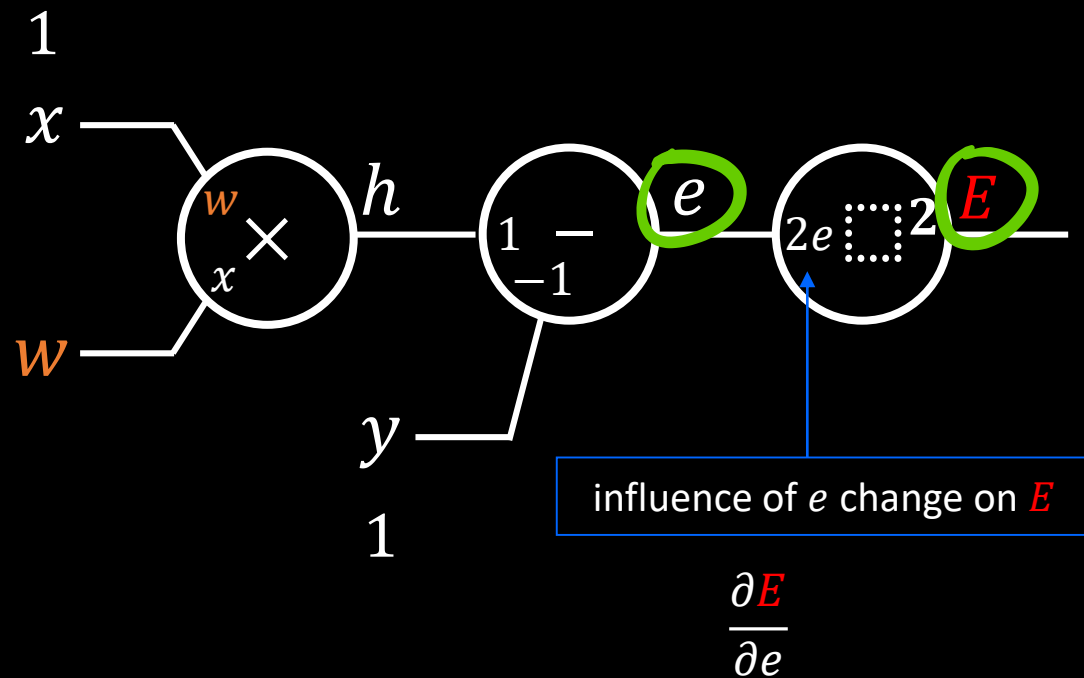 1
x
w
×
x
h
1 −
−1
e
2e 2
E
w
y
1
influence of e change on E
∂E
∂e